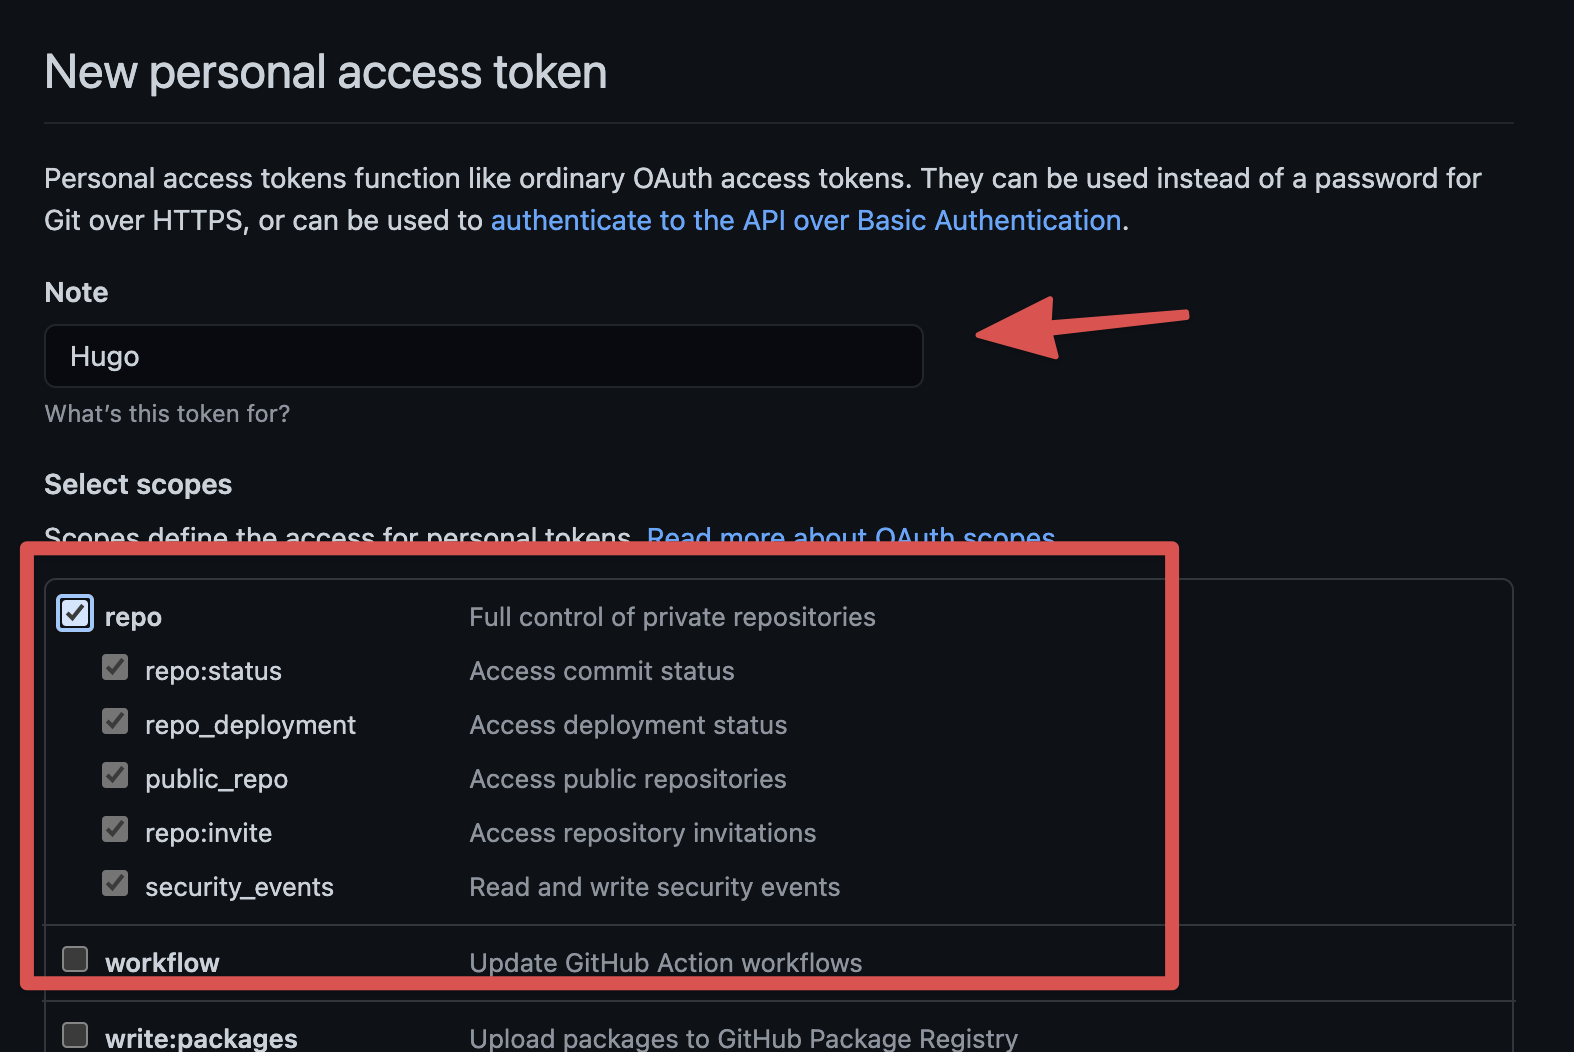 New personal access token
Personal access tokens function like ordinary OAuth access tokens. They can be used instead of a password for
Git over HTTPS, or can be used to authenticate to the API over Basic Authentication.
Note
Hugo
What's this token for?
Select scopes
Scopes define the access for personal tokens. Read more about OAuth scopes.
repo Full control of private repositories
repo:status Access commit status
repo_deployment Access deployment status
public_repo Access public repositories
repo:invite Access repository invitations
security_events Read and write security events
workflow Update GitHub Action workflows
write:packages Upload packages to GitHub Package Registry